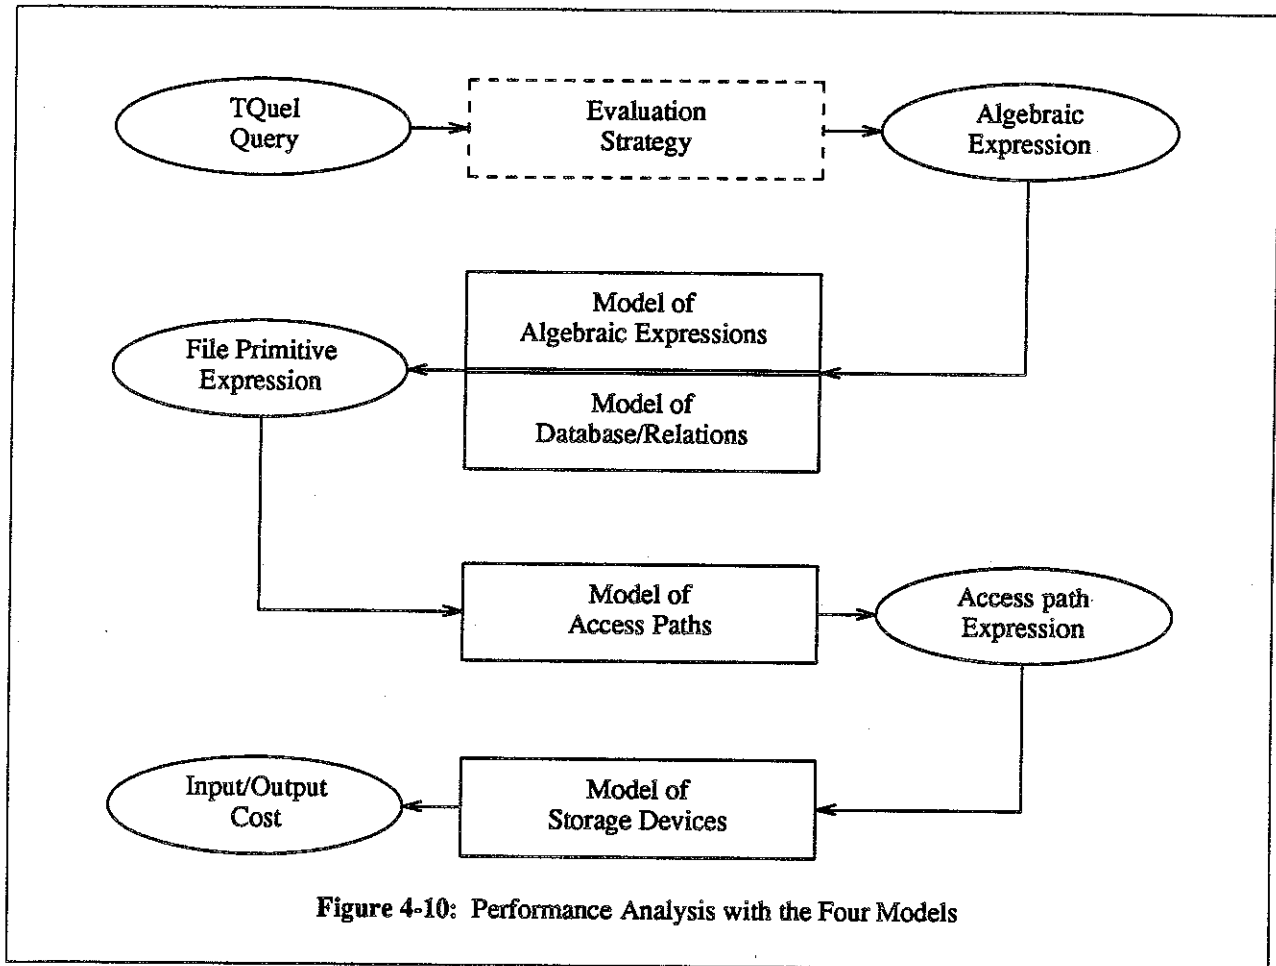 TQuel
Query
Evaluation
Strategy
Algebraic
Expression
Model of
Algebraic Expressions
File Primitive
Expression
Model of
Database/Relations
Model of
Access Paths
Access path
Expression
Input/Output
Cost
Model of
Storage Devices
Figure 4-10: Performance Analysis with the Four Models